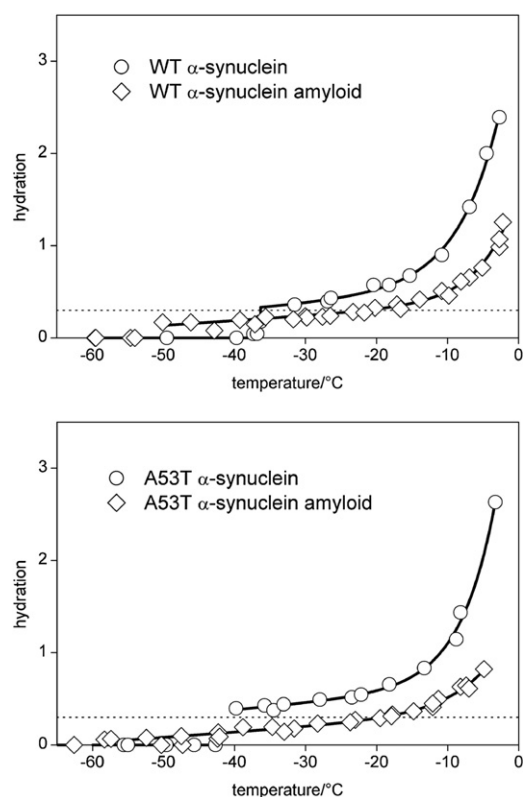 3
WT α-synuclein
WT α-synuclein amyloid
2
hydration
1
0
-60 -50 -40 -30 -20 -10 0
temperature/°C
3
A53T α-synuclein
A53T α-synuclein amyloid
2
hydration
1
0
-60 -50 -40 -30 -20 -10 0
temperature/°C